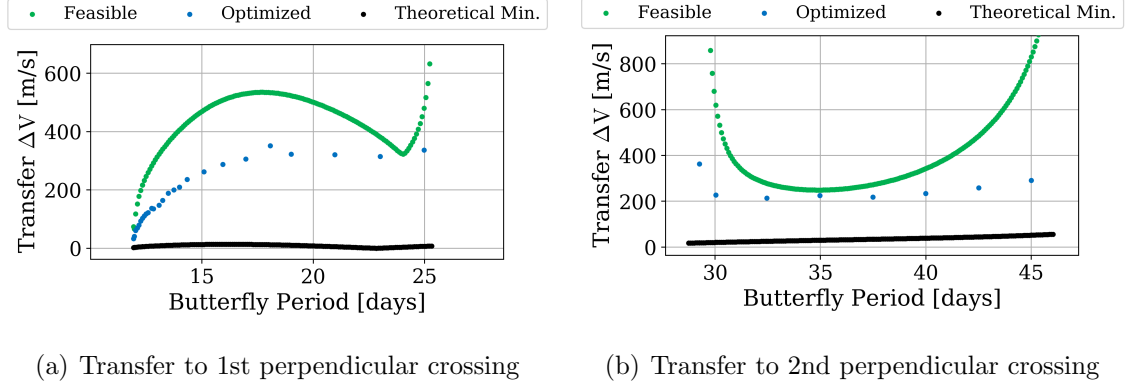 Feasible Optimized Theoretical Min.
Transfer ΔV [m/s]
600
400
200
0
15 20 25
Butterfly Period [days]
(a) Transfer to 1st perpendicular crossing
Feasible Optimized Theoretical Min.
Transfer ΔV [m/s]
800
600
400
200
0
30 35 40 45
Butterfly Period [days]
(b) Transfer to 2nd perpendicular crossing